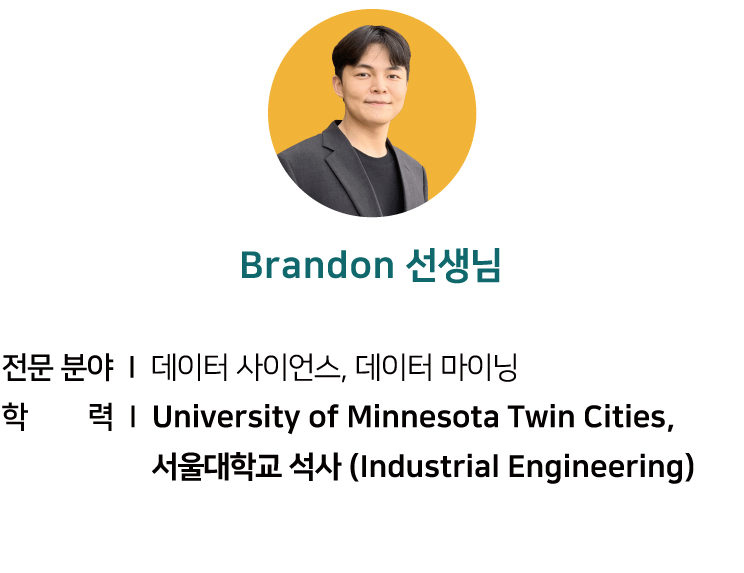 Brandon 선생님
전문 분야 I 데이터 사이언스, 데이터 마이닝
학 력 I University of Minnesota Twin Cities,
서울대학교 석사 (Industrial Engineering)